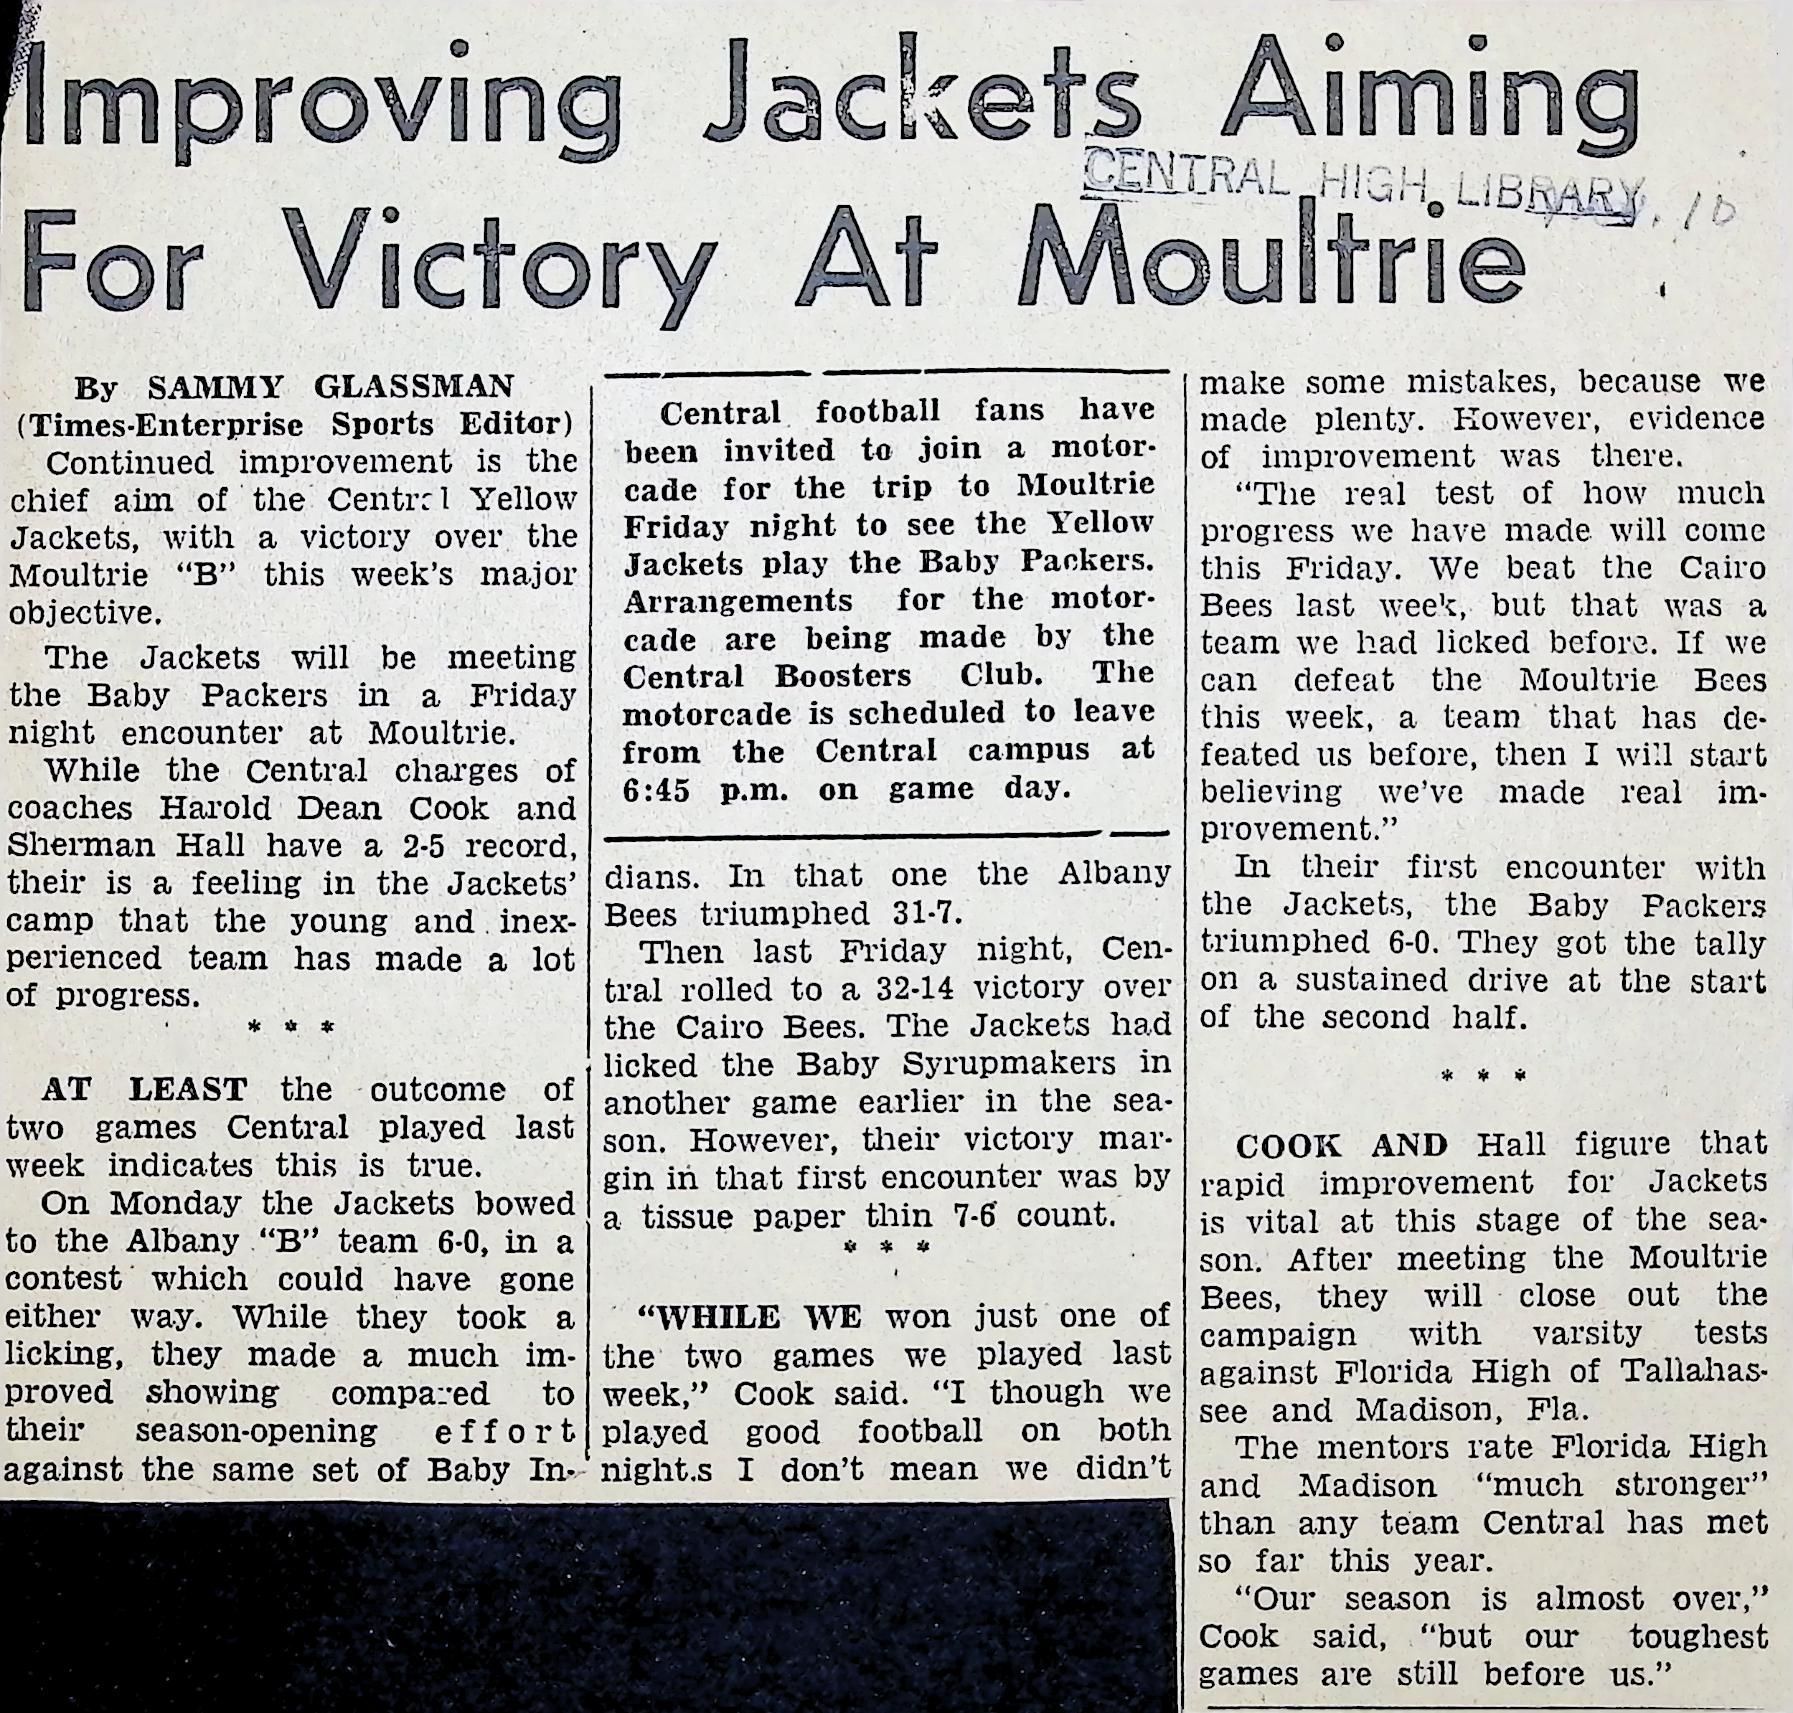 Improving Jackets Aiming
For Victory At Moultrie
CENTRAL HIGH LIBRARY
By SAMMY GLASSMAN
(Times-Enterprise Sports Editor)
Continued improvement is the
chief aim of the Central Yellow
Jackets, with a victory over the
Moultrie “B” this week's major
objective.
The Jackets will be meeting
the Baby Packers in a Friday
night encounter at Moultrie.
While the Central charges of
coaches Harold Dean Cook and
Sherman Hall have a 2-5 record,
their is a feeling in the Jackets'
camp that the young and inex-
perienced team has made a lot
of progress.
* * *
AT LEAST the outcome of
two games Central played last
week indicates this is true.
On Monday the Jackets bowed
to the Albany “B” team 6-0, in a
contest which could have gone
either way. While they took a
licking, they made a much im-
proved showing compared to
their season-opening effort
against the same set of Baby In-
Central football fans have
been invited to join a motor-
cade for the trip to Moultrie
Friday night to see the Yellow
Jackets play the Baby Packers.
Arrangements for the motor-
cade are being made by the
Central Boosters Club. The
motorcade is scheduled to leave
from the Central campus at
6:45 p.m. on game day.
dians. In that one the Albany
Bees triumphed 31-7.
Then last Friday night, Cen-
tral rolled to a 32-14 victory over
the Cairo Bees. The Jackets had
licked the Baby Syrupmakers in
another game earlier in the sea-
son. However, their victory mar-
gin in that first encounter was by
a tissue paper thin 7-6 count.
* * *
“WHILE WE won just one of
the two games we played last
week,” Cook said. “I though we
played good football on both
night.s I don't mean we didn't
make some mistakes, because we
made plenty. However, evidence
of improvement was there.
“The real test of how much
progress we have made will come
this Friday. We beat the Cairo
Bees last week, but that was a
team we had licked before. If we
can defeat the Moultrie Bees
this week, a team that has de-
feated us before, then I will start
believing we've made real im-
provement.”
In their first encounter with
the Jackets, the Baby Packers
triumphed 6-0. They got the tally
on a sustained drive at the start
of the second half.
* * *
COOK AND Hall figure that
rapid improvement for Jackets
is vital at this stage of the sea-
son. After meeting the Moultrie
Bees, they will close out the
campaign with varsity tests
against Florida High of Tallahas-
see and Madison, Fla.
The mentors rate Florida High
and Madison “much stronger”
than any team Central has met
so far this year.
“Our season is almost over,”
Cook said, “but our toughest
games are still before us.”